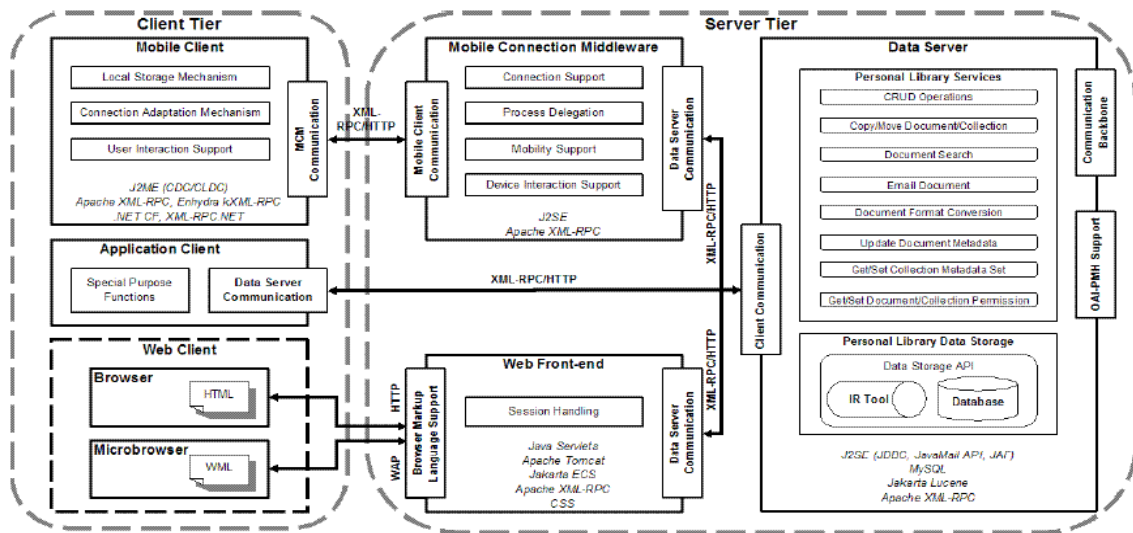 Client Tier
Mobile Client
Local Storage Mechanism
Connection Adaptation Mechanism
User Interaction Support
J2ME (CDC/CLDC)
Apache XML-RPC, Enhydra kXML-RPC
.NET CF, XML-RPC.NET
MCM
Communication
Application Client
Special Purpose
Functions
Data Server
Communication
Web Client
Browser
HTML
Microbrowser
WML
XML-
RPC/HTTP
XML-RPC/HTTP
HTTP
WAP
Server Tier
Mobile Connection Middleware
Mobile Client
Communication
Connection Support
Process Delegation
Mobility Support
Device Interaction Support
J2SE
Apache XML-RPC
Data Server
Communication
XML-RPC/HTTP
XML-RPC/HTTP
Web Front-end
Browser Markup
Language Support
Session Handling
Java Servlets
Apache Tomcat
Jakarta ECS
Apache XML-RPC
CSS
Data Server
Communication
Data Server
Client Communication
Personal Library Services
CRUD Operations
Copy/Move Document/Collection
Document Search
Email Document
Document Format Conversion
Update Document Metadata
Get/Set Collection Metadata Set
Get/Set Document/Collection Permission
Personal Library Data Storage
Data Storage API
IR Tool
Database
J2SE (JDBC, JavaMail API, JAF)
MySQL
Jakarta Lucene
Apache XML-RPC
Communication
Backbone
OAI-PMH Support